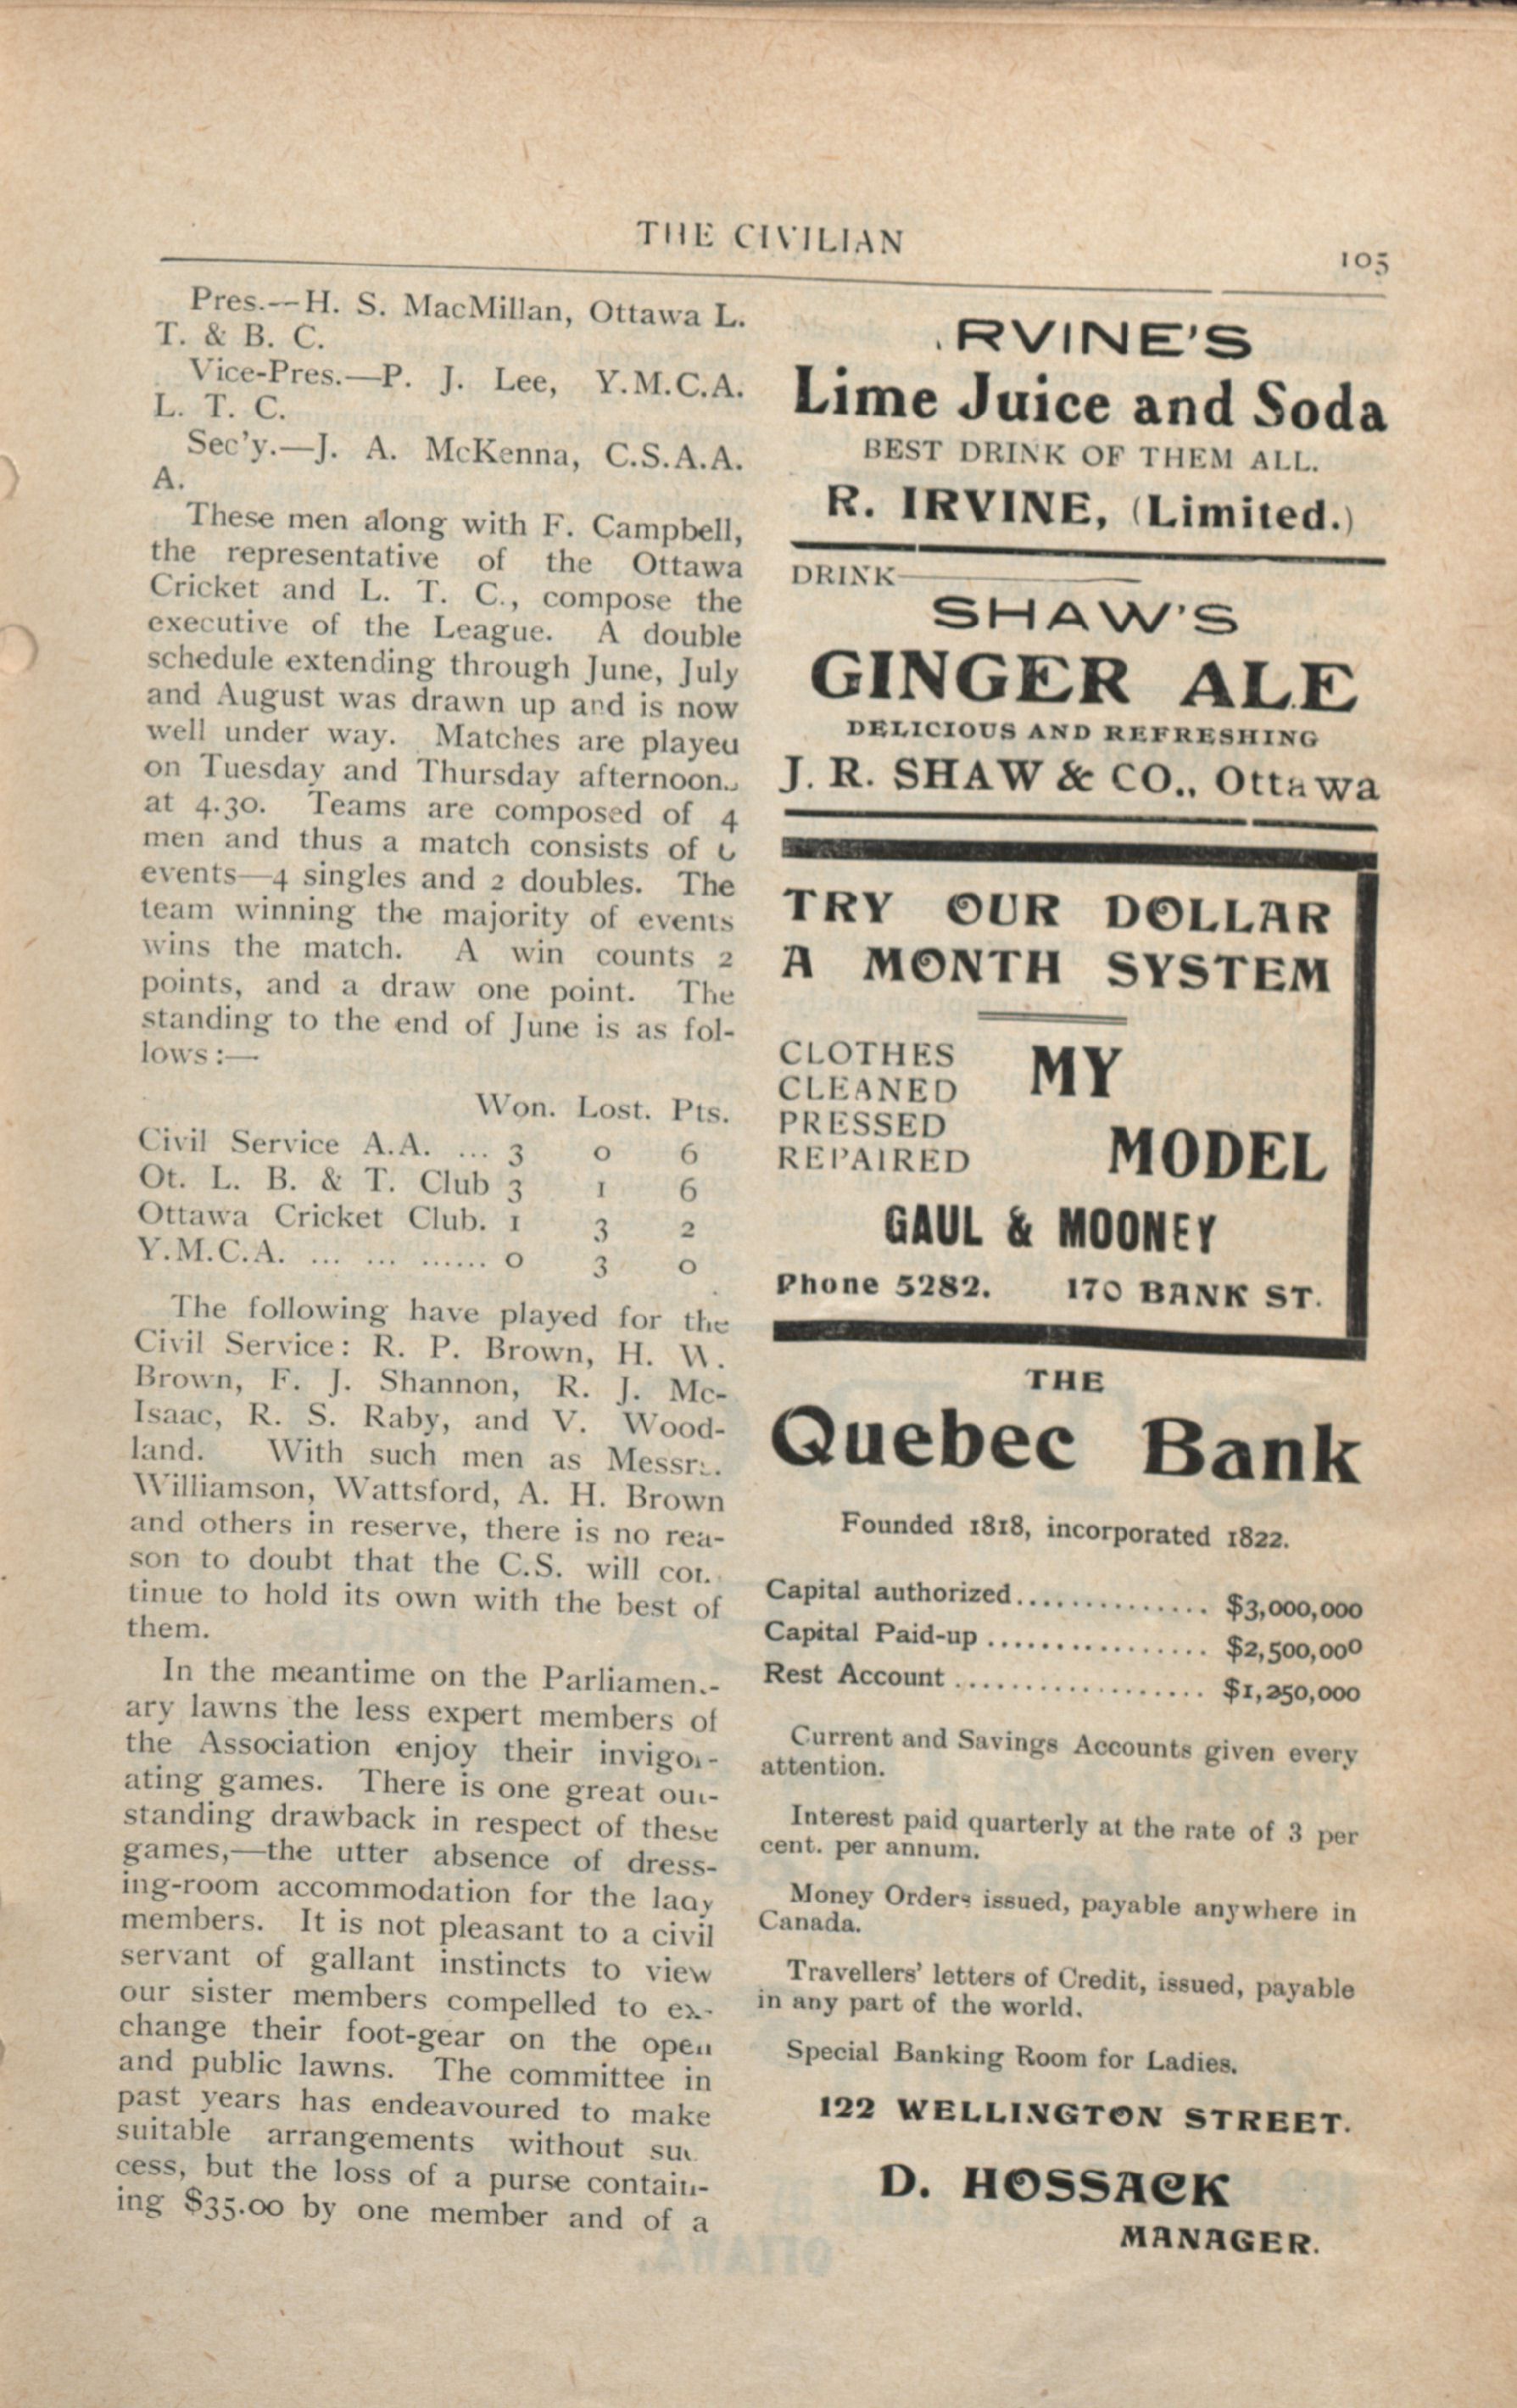 THE CIVILIAN
105
Pres.—H. S. MacMillan, Ottawa L.
T. & B. C.
Vice-Pres.—P. J. Lee, Y.M.C.A.
L. T. C.
Sec'y.—J. A. McKenna, C.S.A.A.
A.
These men along with F. Campbell,
the representative of the Ottawa
Cricket and L. T. C., compose the
executive of the League. A double
schedule extending through June, July
and August was drawn up and is now
well under way. Matches are played
on Tuesday and Thursday afternoon
at 4.30. Teams are composed of 4
men and thus a match consists of
events—4 singles and 2 doubles. The
team winning the majority of events
wins the match. A win counts 2
points, and a draw one point. The
standing to the end of June is as fol-
lows:—
Won. Lost. Pts.
Civil Service A.A. ... 3 0 6
Ot. L. B. & T. Club 3 1 6
Ottawa Cricket Club. 1 3 2
Y.M.C.A. ... ... ...... 0 3 0
The following have played for the
Civil Service: R. P. Brown, H. W.
Brown, F. J. Shannon, R. J. Mc-
Isaac, R. S. Raby, and V. Wood-
land. With such men as Messrs.
Williamson, Wattsford, A. H. Brown
and others in reserve, there is no rea-
son to doubt that the C.S. will con
tinue to hold its own with the best of
them.
In the meantime on the Parliament-
ary lawns the less expert members of
the Association enjoy their invigor-
ating games. There is one great out-
standing drawback in respect of these
games,—the utter absence of dress-
ing-room accommodation for the lady
members. It is not pleasant to a civil
servant of gallant instincts to view
our sister members compelled to ex-
change their foot-gear on the open
and public lawns. The committee in
past years has endeavoured to make
suitable arrangements without suc
cess, but the loss of a purse contain-
ing $35.00 by one member and of a
IRVINE'S
Lime Juice and Soda
BEST DRINK OF THEM ALL.
R. IRVINE, (Limited.)
DRINK
SHAW'S
GINGER ALE
DELICIOUS AND REFRESHING
J. R. SHAW & CO., Ottawa
TRY OUR DOLLAR
A MONTH SYSTEM
CLOTHES
CLEANED
PRESSED
REPAIRED
MY
MODEL
GAUL & MOONEY
Phone 5282. 170 BANK ST.
THE
Quebec Bank
Founded 1818, incorporated 1822.
Capital authorized............... $3,000,000
Capital Paid-up ................. $2,500,000
Rest Account ................... $1,250,000
Current and Savings Accounts given every
attention.
Interest paid quarterly at the rate of 3 per
cent. per annum.
Money Orders issued, payable anywhere in
Canada.
Travellers' letters of Credit, issued, payable
in any part of the world.
Special Banking Room for Ladies.
122 WELLINGTON STREET.
D. HOSSACK
MANAGER.